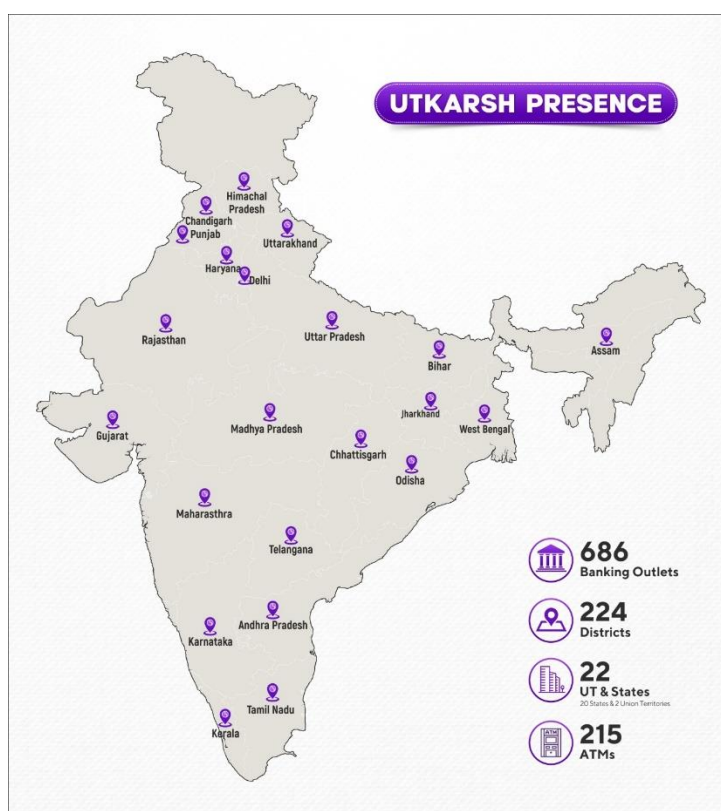 UTKARSH PRESENCE
Himachal
Pradesh
Chandigarh
Punjab
Uttarakhand
Haryana
Delhi
Rajasthan
Uttar Pradesh
Assam
Bihar
Jharkhand
Gujarat
Madhya Pradesh
West Bengal
Chhattisgarh
Odisha
Maharasthra
Telangana
Andhra Pradesh
Karnataka
Tamil Nadu
Kerala
686
Banking Outlets
224
Districts
22
UT & States
20 States & 2 Union Territories
ATM
215
ATMs